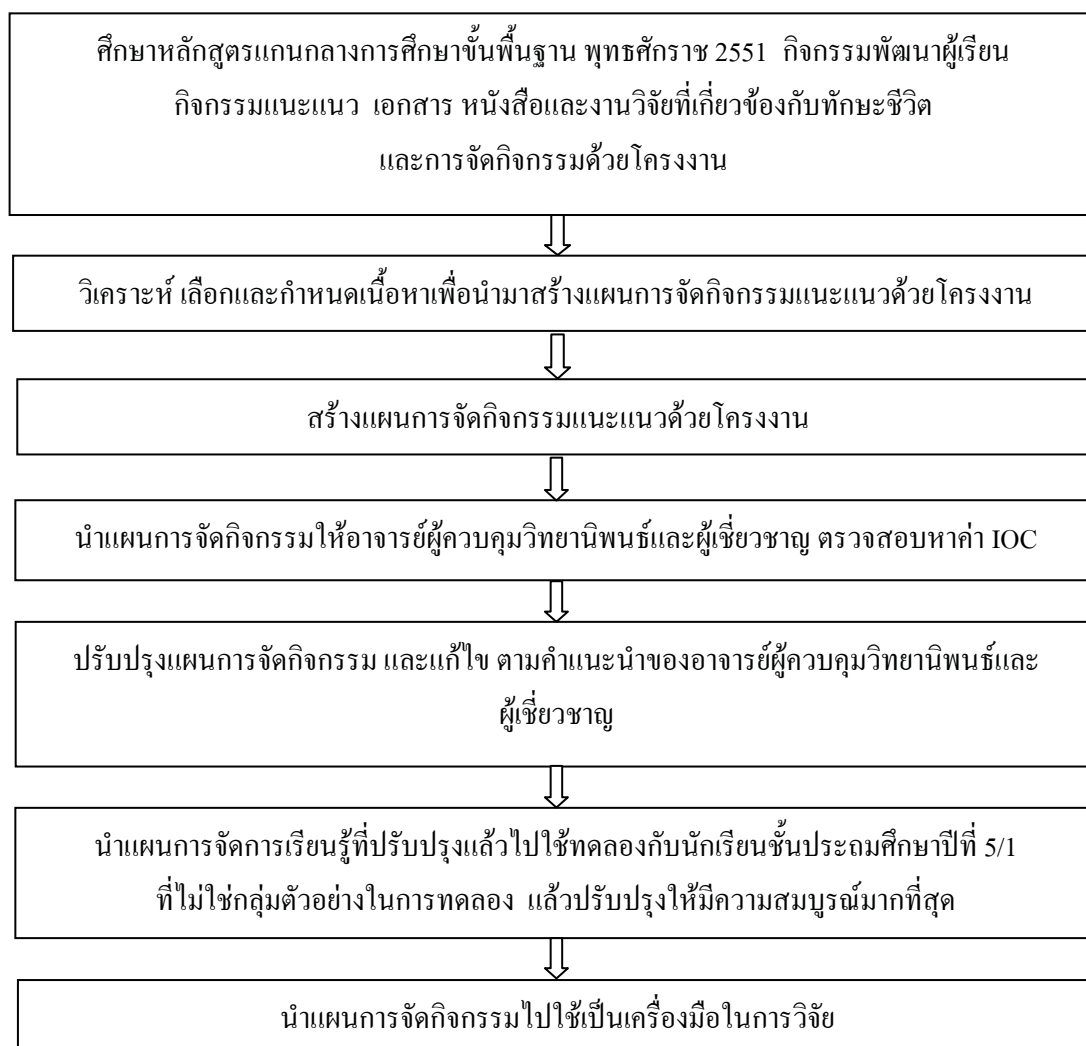 ศึกษาหลักสูตรแกนกลางการศึกษาขั้นพื้นฐาน พุทธศักราช 2551 กิจกรรมพัฒนาผู้เรียน
กิจกรรมแนะแนว เอกสาร หนังสือและงานวิจัยที่เกี่ยวข้องกับทักษะชีวิต
และการจัดกิจกรรมด้วยโครงงาน
วิเคราะห์ เลือกและกำหนดเนื้อหาเพื่อนำมาสร้างแผนการจัดกิจกรรมแนะแนวด้วยโครงงาน
สร้างแผนการจัดกิจกรรมแนะแนวด้วยโครงงาน
นำแผนการจัดกิจกรรมให้อาจารย์ผู้ควบคุมวิทยานิพนธ์และผู้เชี่ยวชาญ ตรวจสอบหาค่า IOC
ปรับปรุงแผนการจัดกิจกรรม และแก้ไข ตามคำแนะนำของอาจารย์ผู้ควบคุมวิทยานิพนธ์และ
ผู้เชี่ยวชาญ
นำแผนการจัดการเรียนรู้ที่ปรับปรุงแล้วไปใช้ทดลองกับนักเรียนชั้นประถมศึกษาปีที่ 5/1
ที่ไม่ใช่กลุ่มตัวอย่างในการทดลอง แล้วปรับปรุงให้มีความสมบูรณ์มากที่สุด
นำแผนการจัดกิจกรรมไปใช้เป็นเครื่องมือในการวิจัย